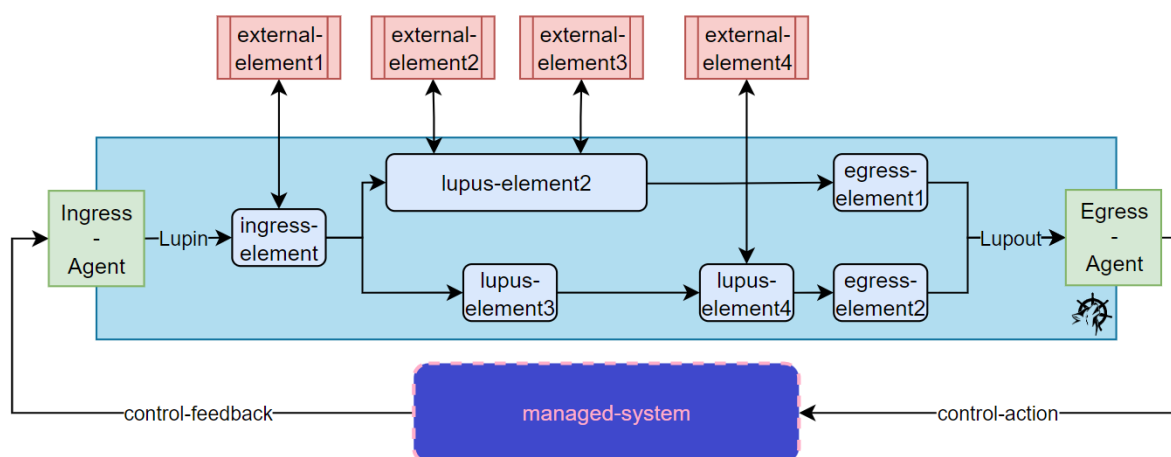 external-
element1
external-
element2
external-
element3
external-
element4
Ingress
-
Agent
Lupin
ingress-
element
lupus-element2
egress-
element1
lupus-
element3
lupus-
element4
egress-
element2
Lupout
Egress
-
Agent
control-feedback
managed-system
control-action